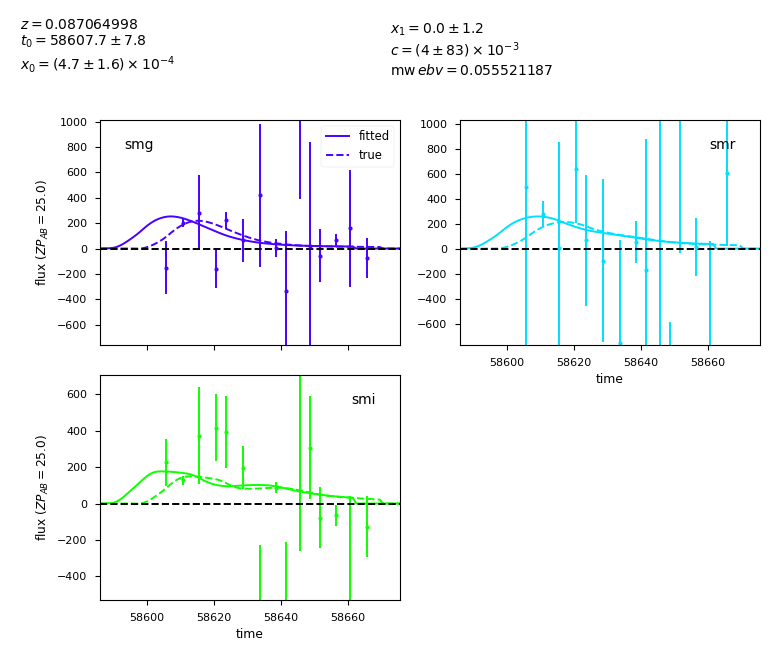 z = 0.087064998
t₀ = 58607.7 ± 7.8
x₀ = (4.7 ± 1.6) × 10⁻⁴
x₁ = 0.0 ± 1.2
c = (4 ± 83) × 10⁻³
mw ebv = 0.055521187
1000
800
600
400
200
0
−200
−400
−600
flux (ZP_AB = 25.0)
smg
fitted
true
1000
800
600
400
200
0
−200
−400
−600
smr
58600
58620
58640
58660
time
600
400
200
0
−200
−400
flux (ZP_AB = 25.0)
smi
58600
58620
58640
58660
time